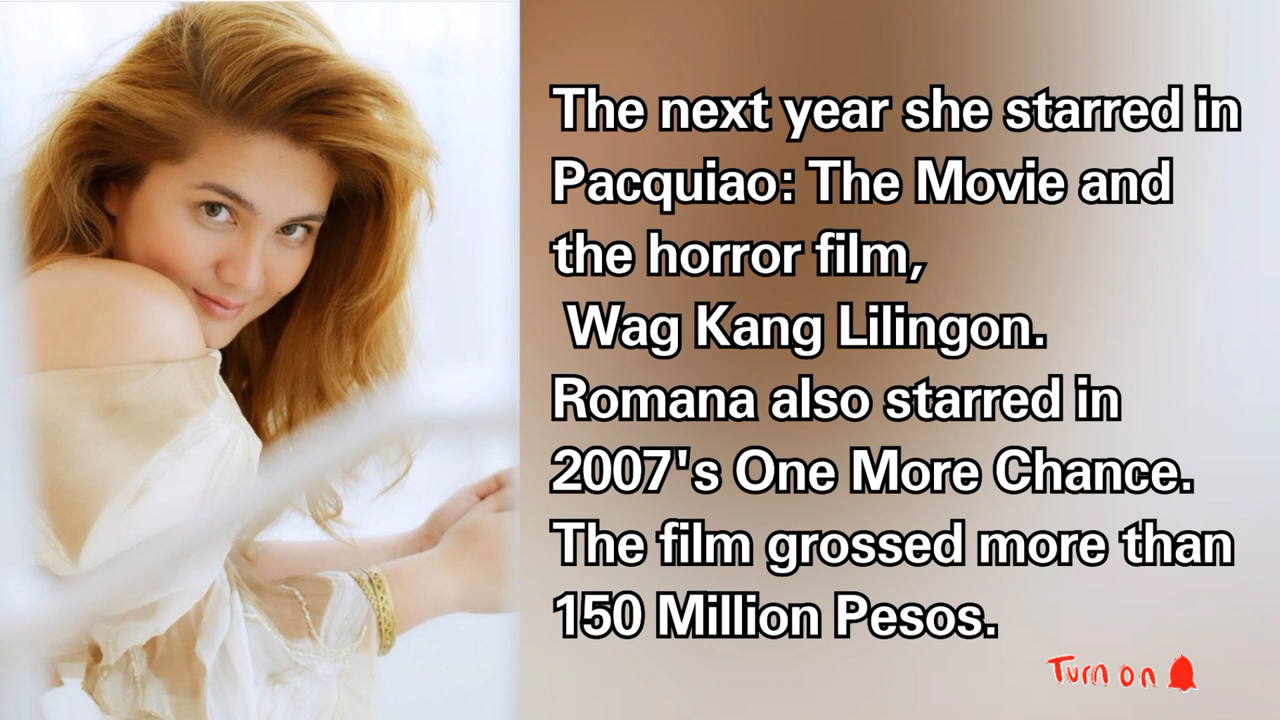 The next year she starred in
Pacquiao: The Movie and
the horror film,
Wag Kang Lilingon.
Romana also starred in
2007's One More Chance.
The film grossed more than
150 Million Pesos.
Turn on